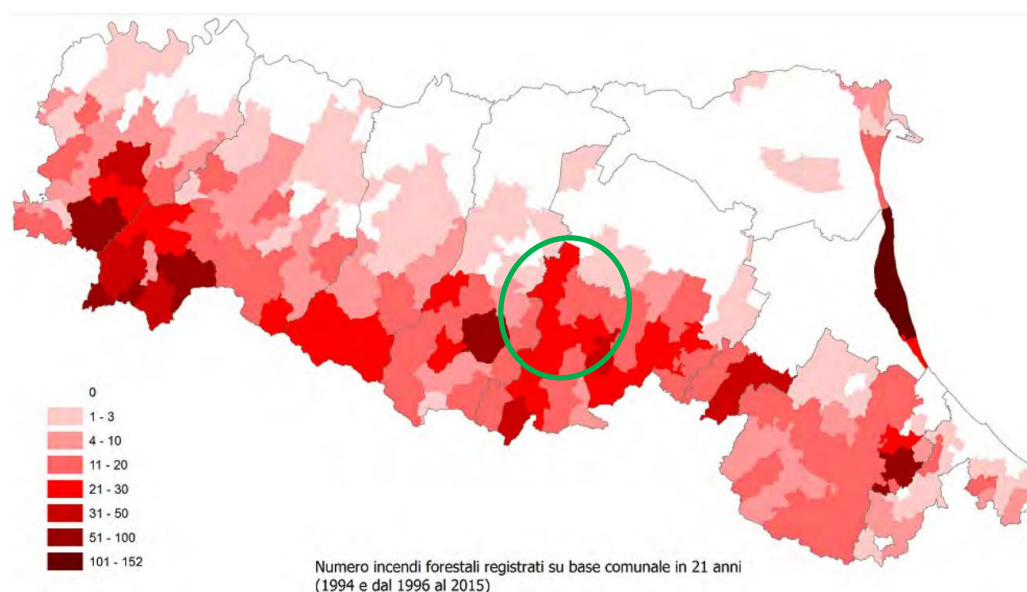 0
1 - 3
4 - 10
11 - 20
21 - 30
31 - 50
51 - 100
101 - 152
Numero incendi forestali registrati su base comunale in 21 anni
(1994 e dal 1996 al 2015)